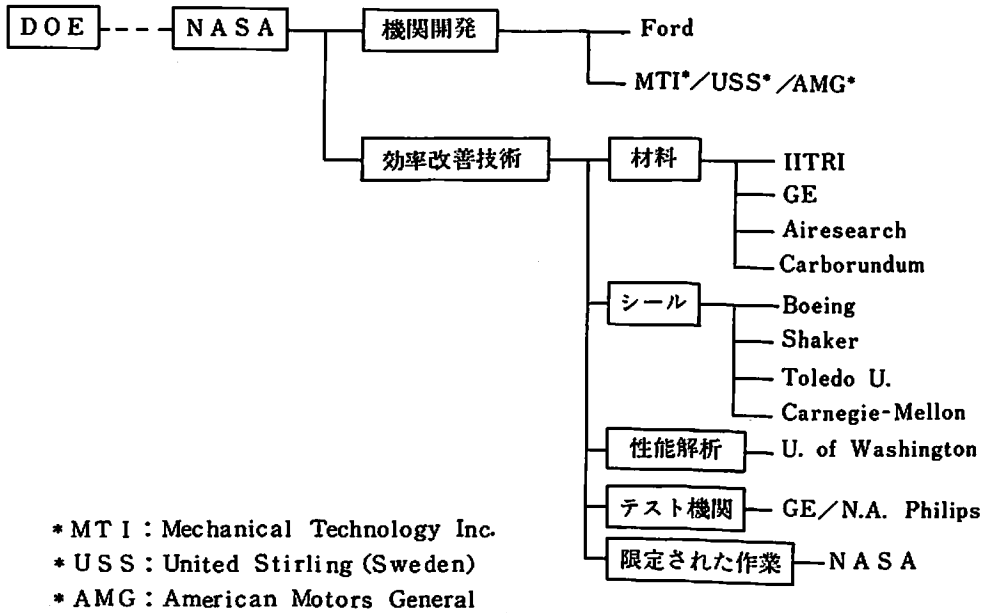 DOE NASA 機関開発 Ford
MTI*/USS*/AMG*
効率改善技術 材料 IITRI
GE
Airesearch
Carborundum
シール Boeing
Shaker
Toledo U.
Carnegie-Mellon
性能解析 U. of Washington
テスト機関 GE/N.A. Philips
限定された作業 NASA
*MTI:Mechanical Technology Inc.
*USS:United Stirling (Sweden)
*AMG:American Motors General